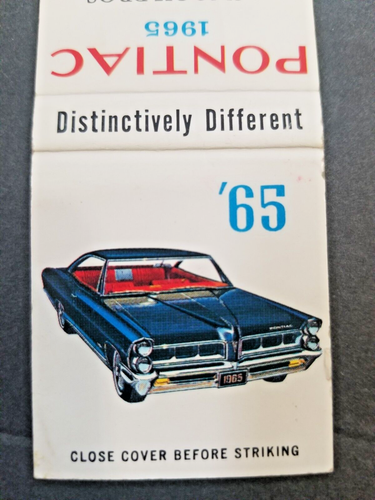 1965
PONTIAC
Distinctively Different
'65
PONTIAC
1965
CLOSE COVER BEFORE STRIKING